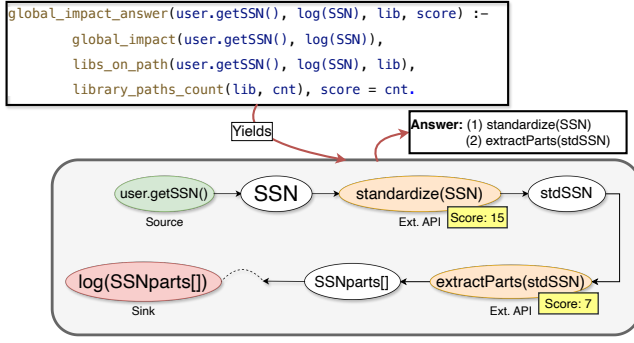 global_impact_answer(user.getSSN(), log(SSN), lib, score) :-
global_impact(user.getSSN(), log(SSN)),
libs_on_path(user.getSSN(), log(SSN), lib),
library_paths_count(lib, cnt), score = cnt.
Yields
Answer: (1) standardize(SSN)
(2) extractParts(stdSSN)
user.getSSN()
SSN
standardize(SSN)
stdSSN
Source
Ext. API
Score: 15
log(SSNparts[])
SSNparts[]
extractParts(stdSSN)
Sink
Ext. API
Score: 7